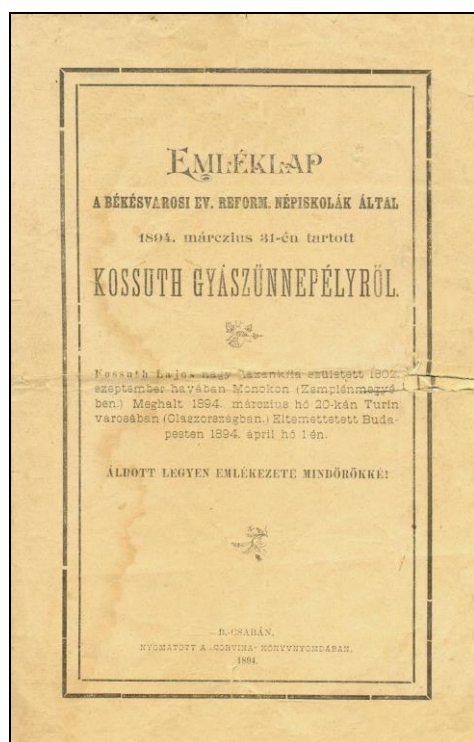 EMLÉKLAP
A BÉKÉSVÁROSI EV. REFORM. NÉPISKOLÁK ÁLTAL
1894. márczius 31-én tartott
KOSSUTH GYÁSZÜNNEPÉLYRŐL.
Kossuth Lajos nagy hazánkfia született 1802.
szeptember havában Monokon (Zemplénmegyé-
ben.) Meghalt 1894. márczius hó 20-kán Turin
városában (Olaszországban.) Eltemettetett Buda-
pesten 1894. ápril hó 1-én.
ÁLDOTT LEGYEN EMLÉKEZETE MINDÖRÖKKÉ!
B.-CSABÁN,
NYOMATOTT A „CORVINA“ KÖNYVNYOMDÁBAN,
1894.